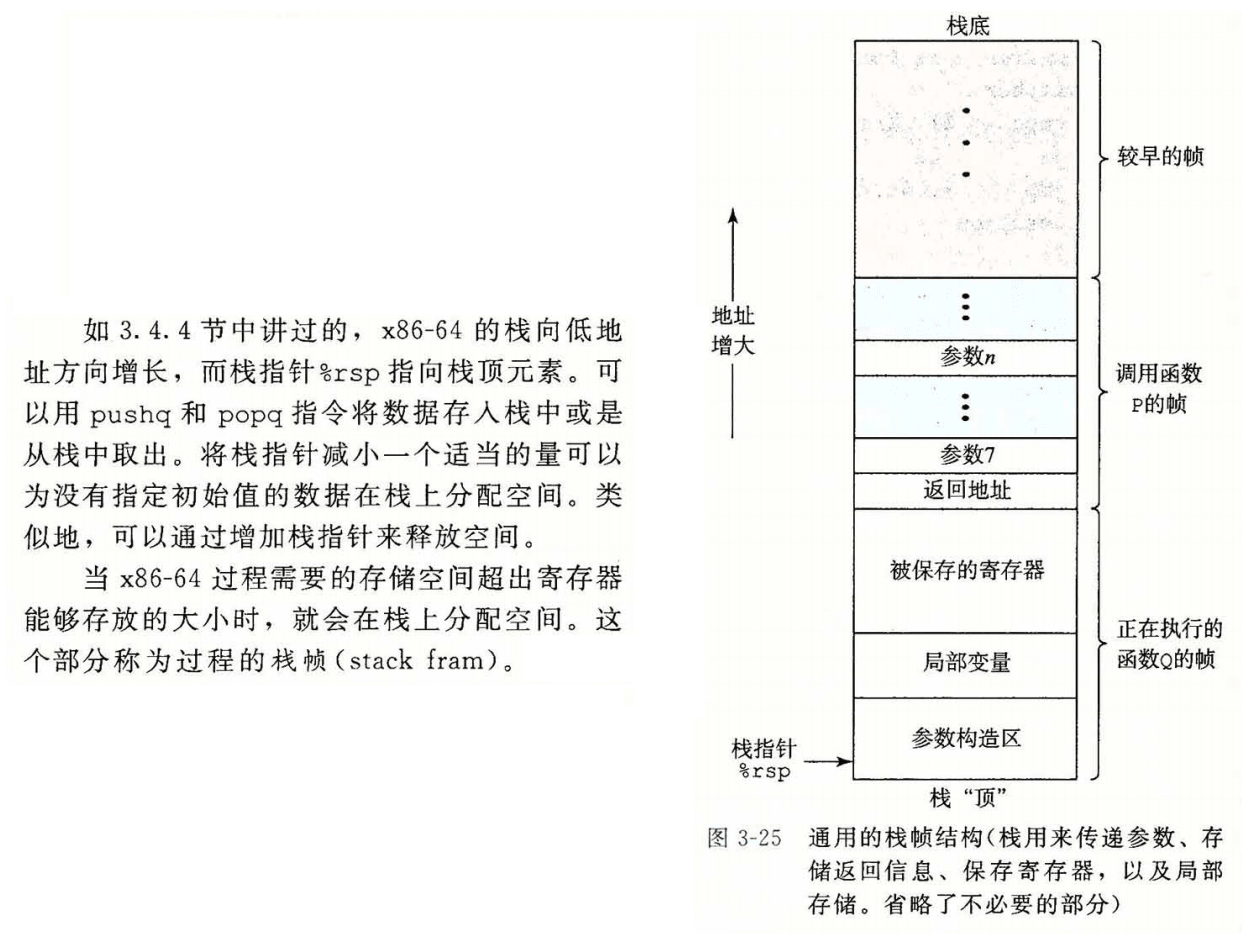 如 3.4.4 节中讲过的，x86-64 的栈向低地
址方向增长，而栈指针%rsp 指向栈顶元素。可
以用 pushq 和 popq 指令将数据存入栈中或是
从栈中取出。将栈指针减小一个适当的量可以
为没有指定初始值的数据在栈上分配空间。类
似地，可以通过增加栈指针来释放空间。
当 x86-64 过程需要的存储空间超出寄存器
能够存放的大小时，就会在栈上分配空间。这
个部分称为过程的栈帧(stack fram)。
栈底
较早的帧
地址
增大
参数n
参数7
返回地址
调用函数
P的帧
被保存的寄存器
局部变量
参数构造区
正在执行的
函数Q的帧
栈指针
%rsp
栈“顶”
图 3-25 通用的栈帧结构(栈用来传递参数、存
储返回信息、保存寄存器，以及局部
存储。省略了不必要的部分)